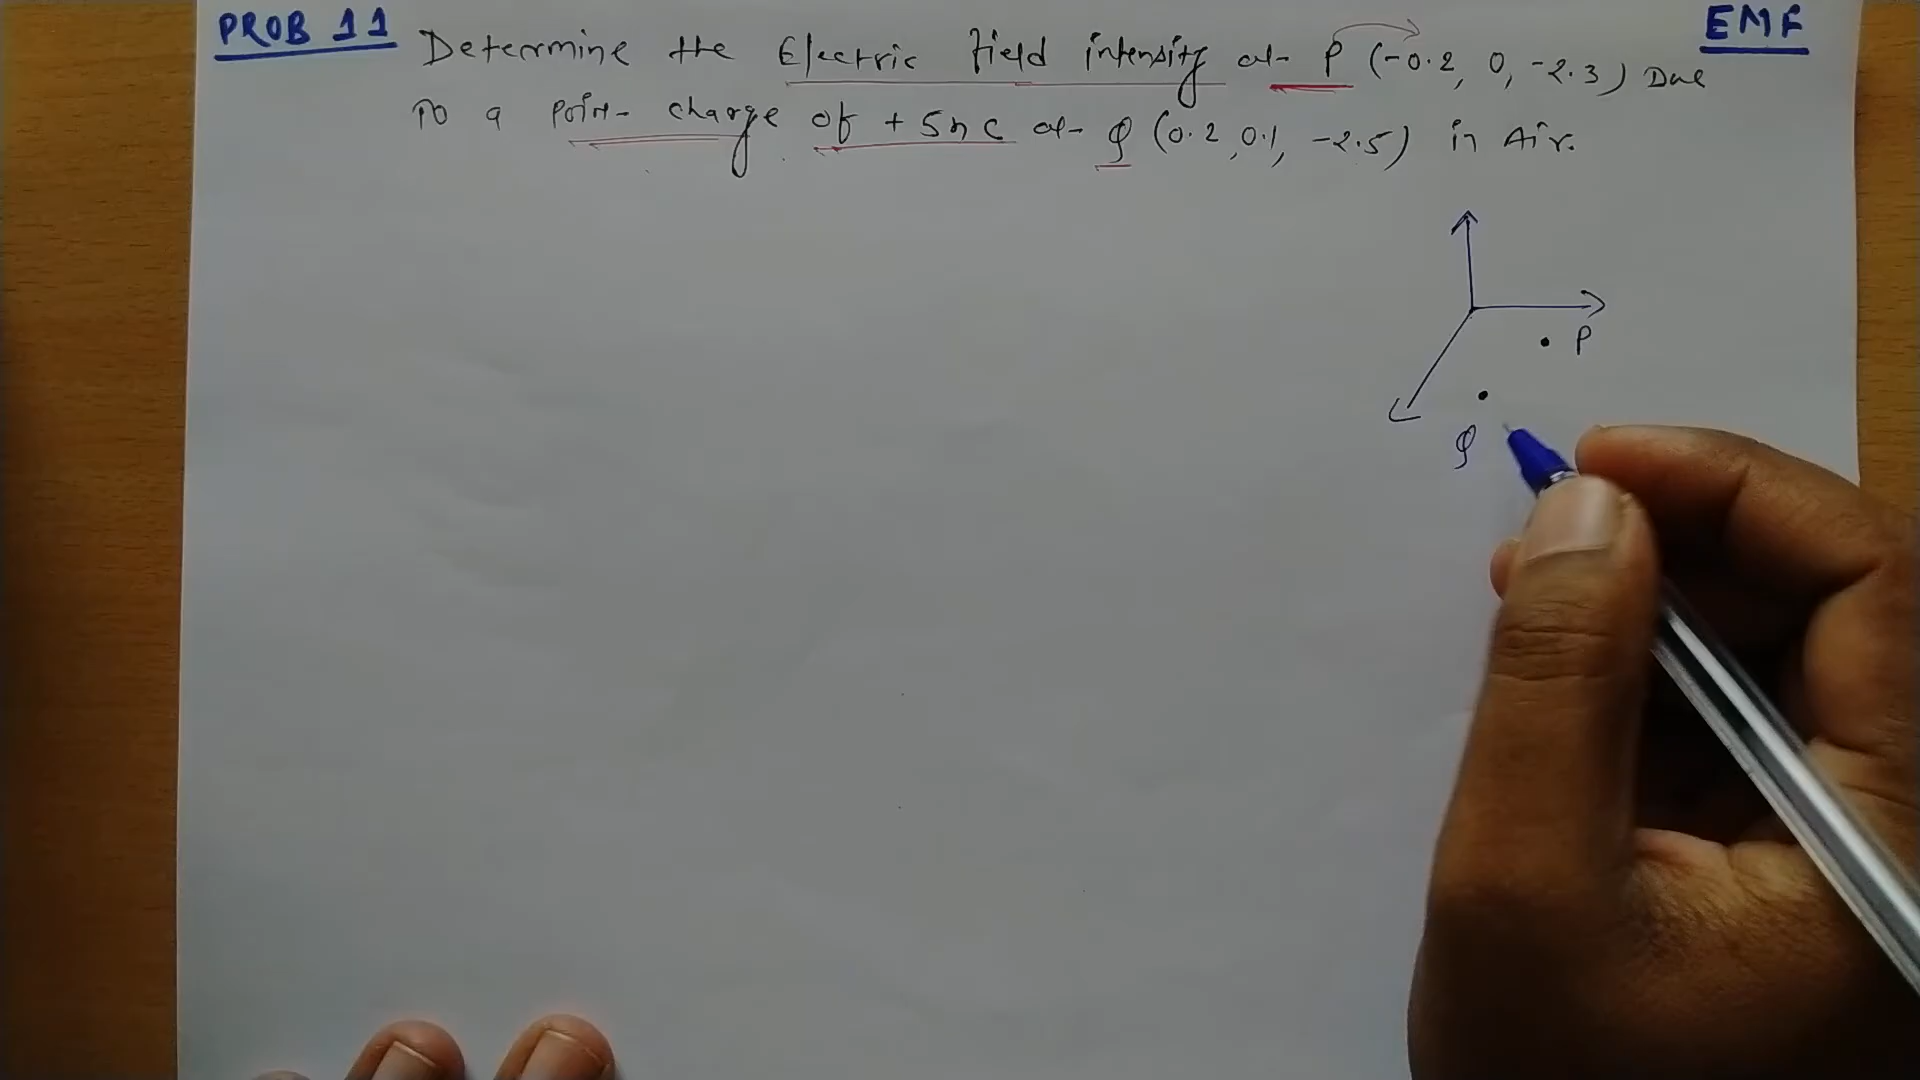 PROB 11 Determine the Electric field intensity at P (-0.2, 0, -2.3) Due EMF
To a point charge of + 5nC at Q (0.2, 0.1, -2.5) in Air.
P
Q